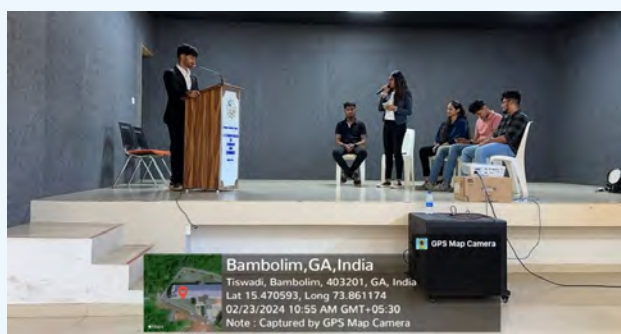 GPS Map Camera
Bambolim,GA,India
Tiswadi, Bambolim, 403201, GA, India
Lat 15.470593, Long 73.861174
02/23/2024 10:55 AM GMT+05:30
Note : Captured by GPS Map Camera